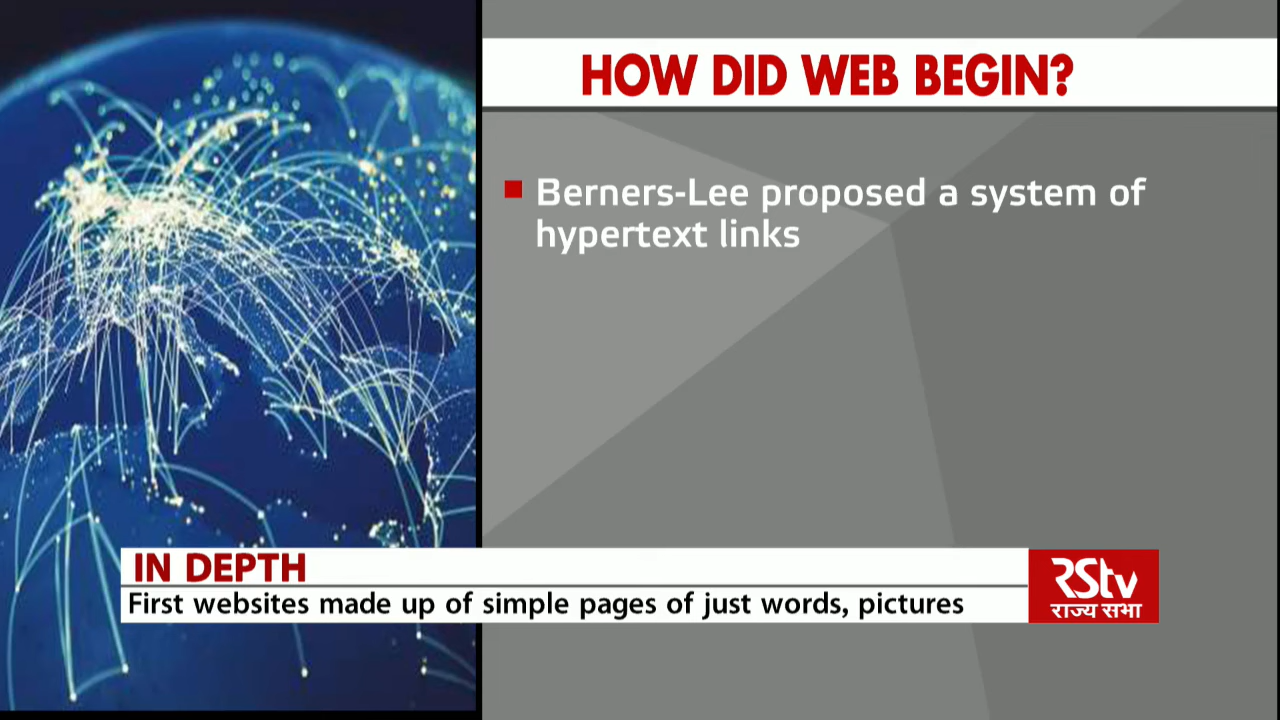 HOW DID WEB BEGIN?
Berners-Lee proposed a system of
hypertext links
IN DEPTH
First websites made up of simple pages of just words, pictures
RStv
राज्य सभा